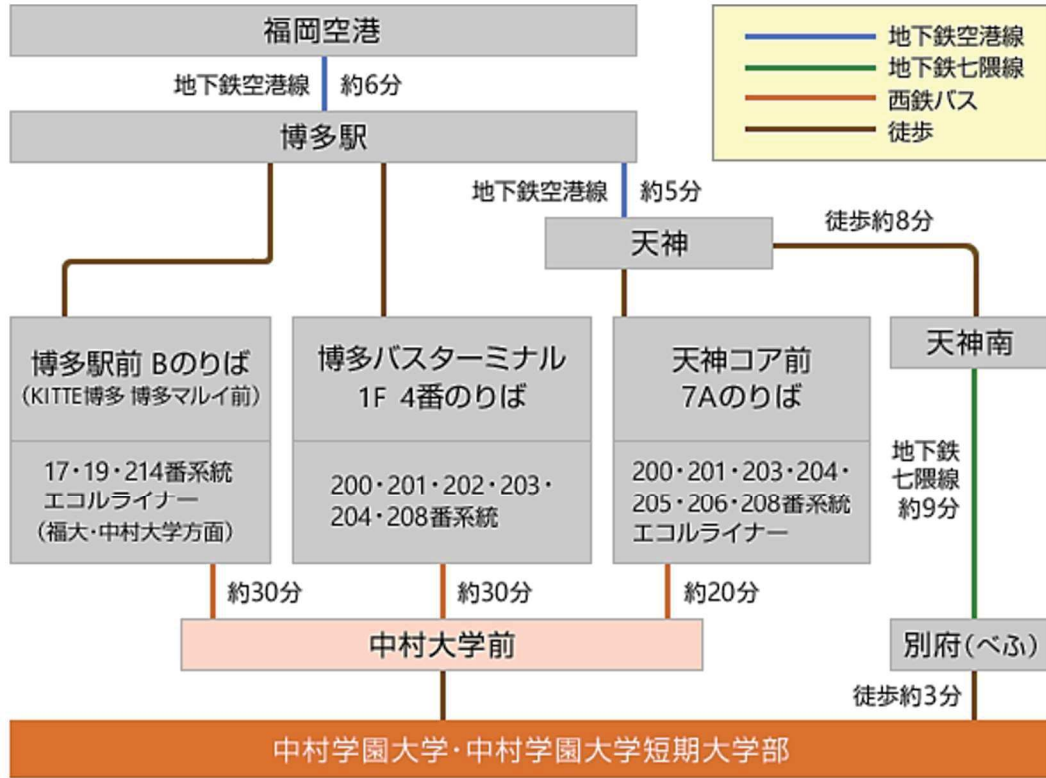 福岡空港
地下鉄空港線
地下鉄七隈線
西鉄バス
徒歩
地下鉄空港線 約6分
博多駅
地下鉄空港線 約5分
天神
徒歩約8分
博多駅前 Bのりば
(KITTE博多 博多マルイ前)
17・19・214番系統
エコルライナー
(福大・中村大学方面)
博多バスターミナル
1F 4番のりば
200・201・202・203・
204・208番系統
天神コア前
7Aのりば
200・201・203・204・
205・206・208番系統
エコルライナー
天神南
地下鉄
七隈線
約9分
約30分
約30分
約20分
中村大学前
別府(べふ)
徒歩約3分
中村学園大学・中村学園大学短期大学部